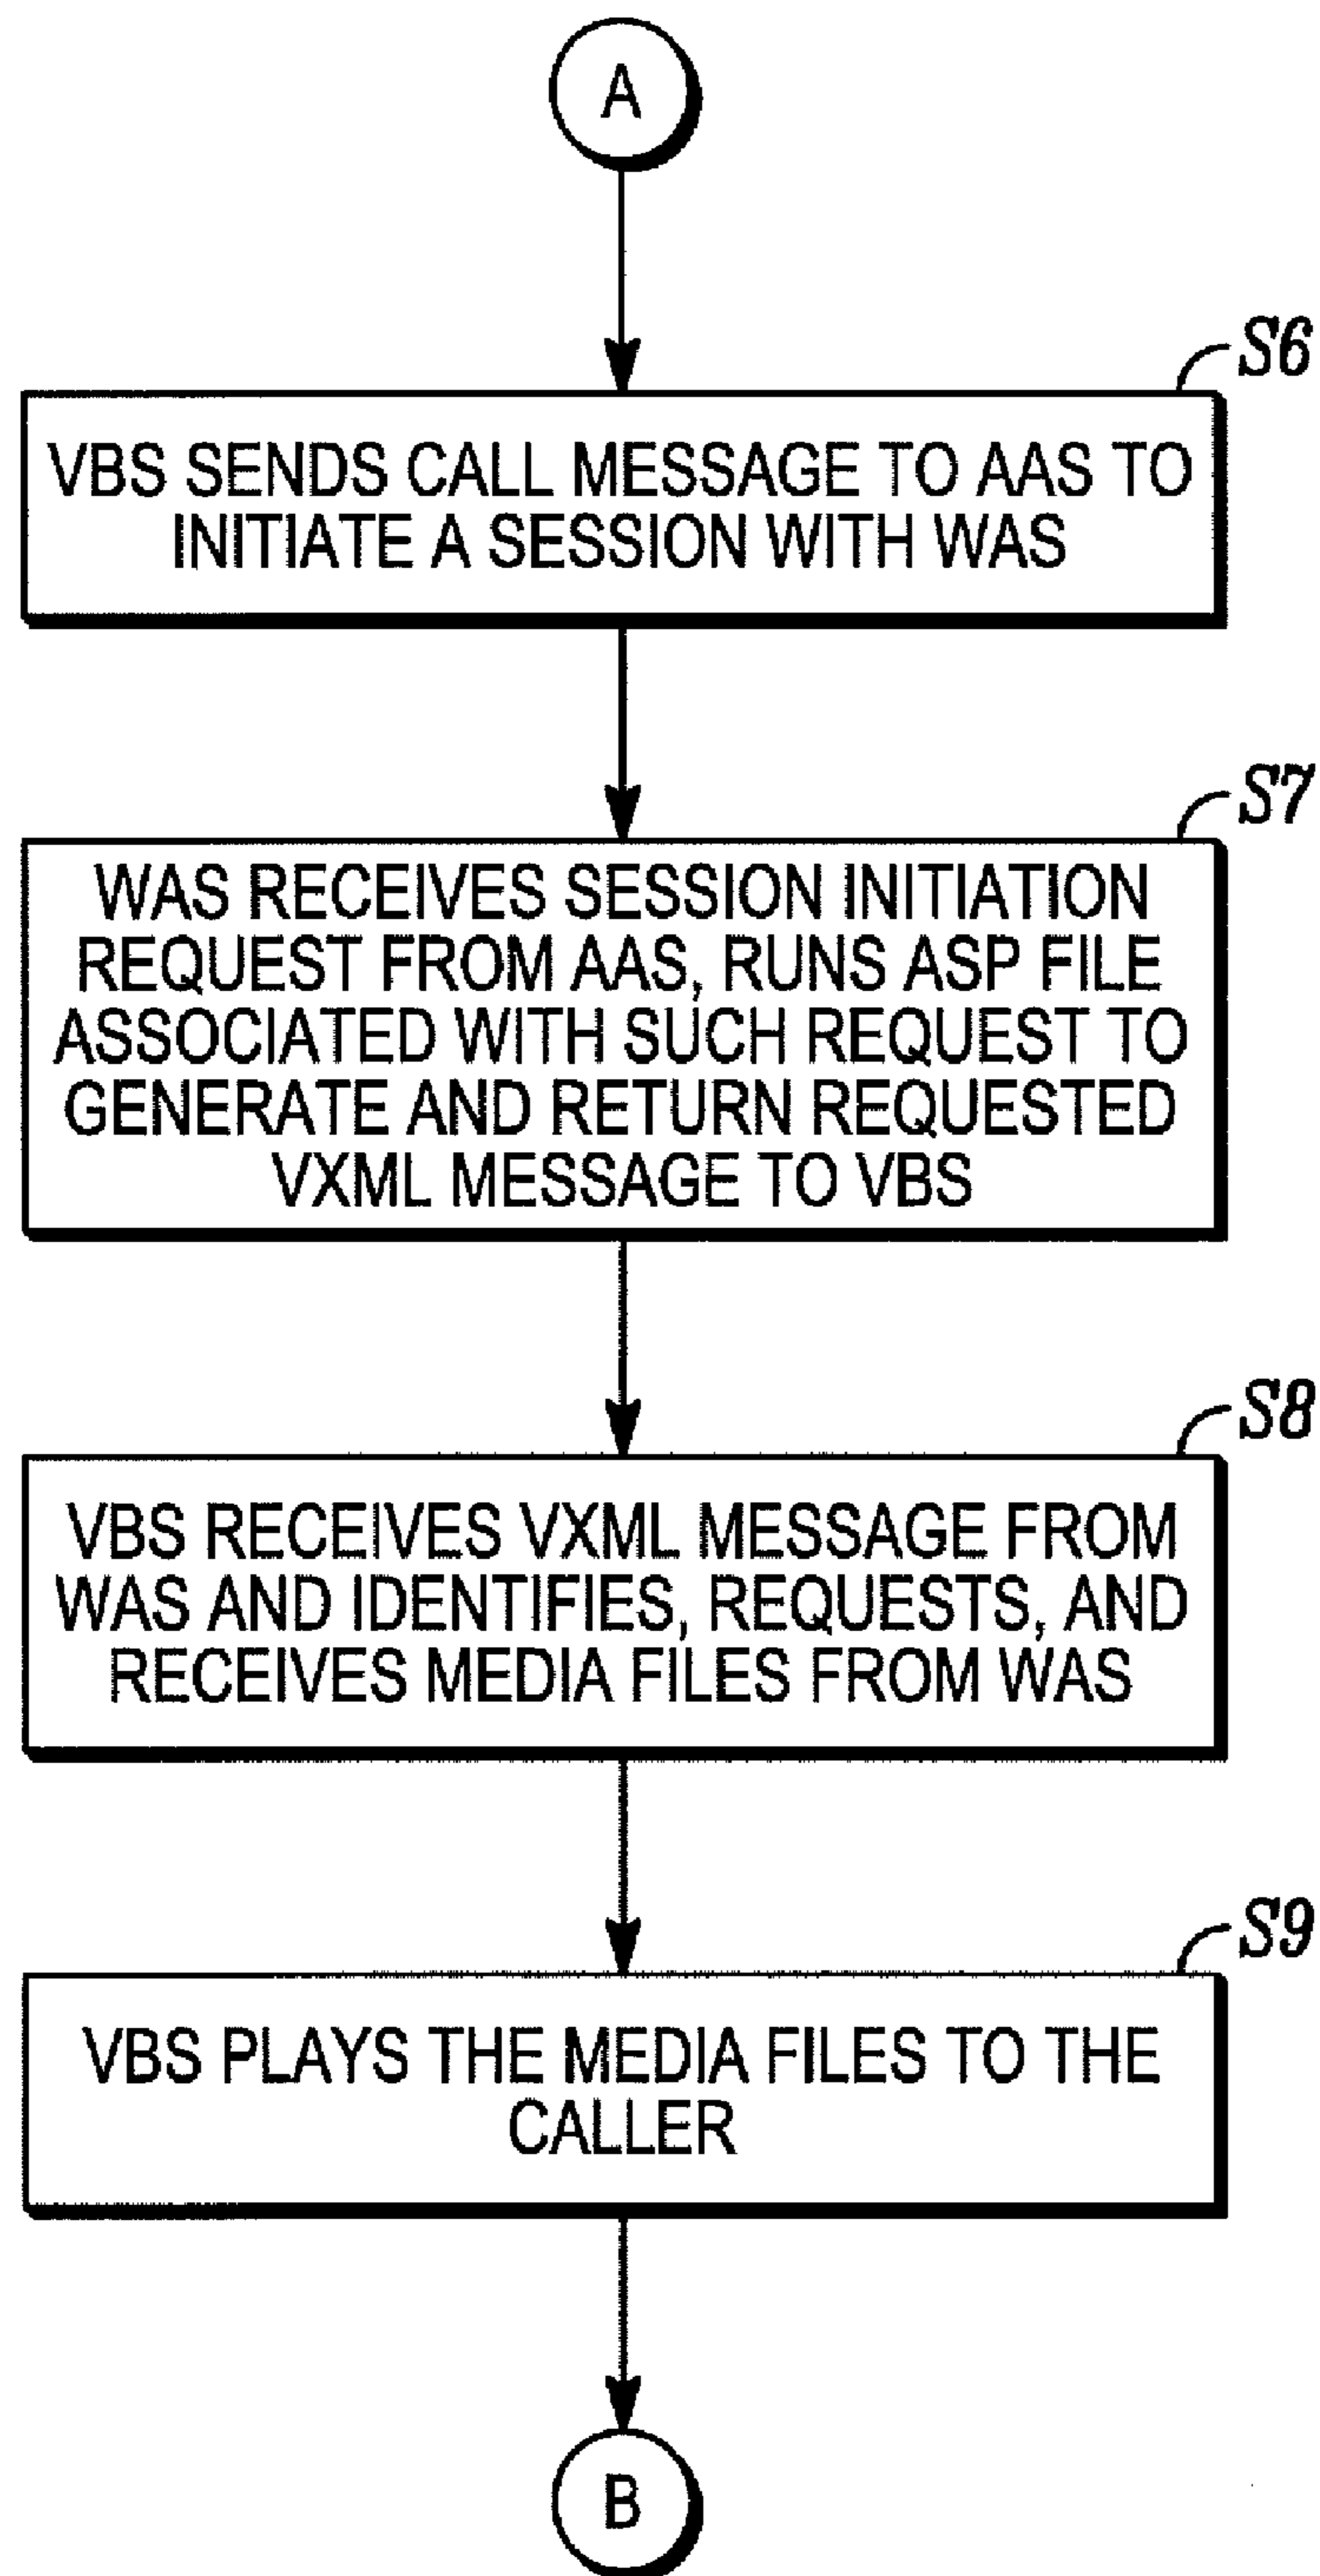 A
S6
VBS SENDS CALL MESSAGE TO AAS TO
INITIATE A SESSION WITH WAS
S7
WAS RECEIVES SESSION INITIATION
REQUEST FROM AAS, RUNS ASP FILE
ASSOCIATED WITH SUCH REQUEST TO
GENERATE AND RETURN REQUESTED
VXML MESSAGE TO VBS
S8
VBS RECEIVES VXML MESSAGE FROM
WAS AND IDENTIFIES, REQUESTS, AND
RECEIVES MEDIA FILES FROM WAS
S9
VBS PLAYS THE MEDIA FILES TO THE
CALLER
B